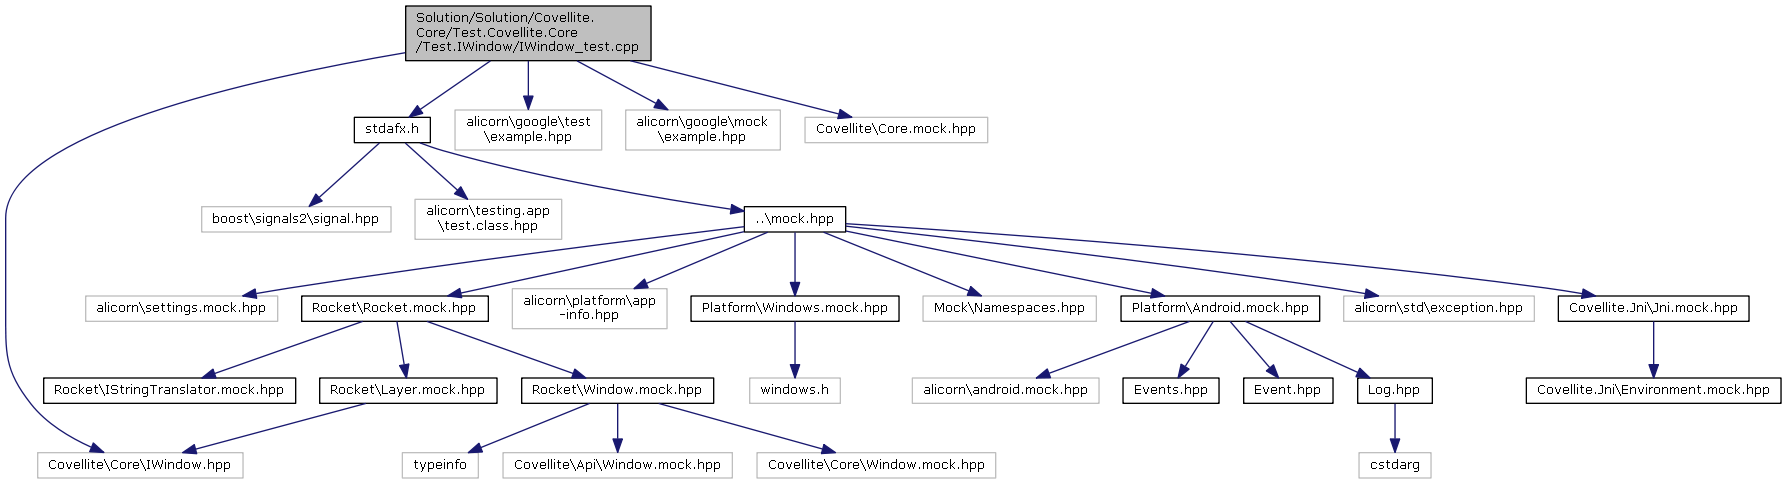 Solution/Solution/Covellite.
Core/Test.Covellite.Core
/Test.IWindow/IWindow_test.cpp
stdafx.h
alicorn\google\test
\example.hpp
alicorn\google\mock
\example.hpp
Covellite\Core.mock.hpp
boost\signals2\signal.hpp
alicorn\testing.app
\test.class.hpp
..\mock.hpp
alicorn\settings.mock.hpp
Rocket\Rocket.mock.hpp
alicorn\platform\app
-info.hpp
Platform\Windows.mock.hpp
Mock\Namespaces.hpp
Platform\Android.mock.hpp
alicorn\std\exception.hpp
Covellite.Jni\Jni.mock.hpp
Rocket\IStringTranslator.mock.hpp
Rocket\Layer.mock.hpp
Rocket\Window.mock.hpp
windows.h
alicorn\android.mock.hpp
Events.hpp
Event.hpp
Log.hpp
Covellite.Jni\Environment.mock.hpp
Covellite\Core\IWindow.hpp
typeinfo
Covellite\Api\Window.mock.hpp
Covellite\Core\Window.mock.hpp
cstdarg